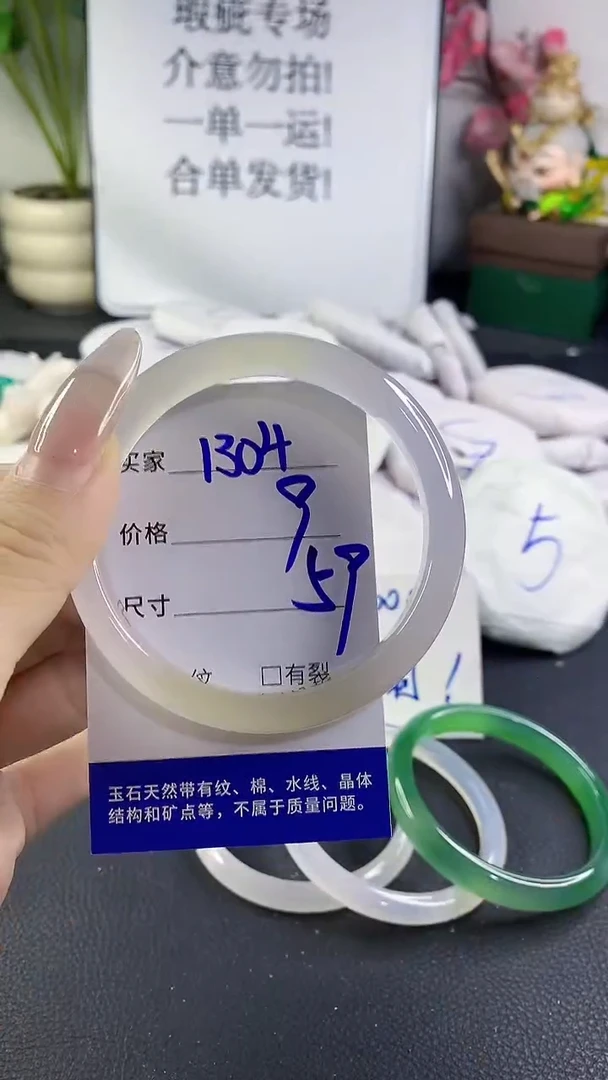 瑕疵专场
介意勿拍!
一单一运!
合单发货!
买家 1304
价格 9
尺寸 59
纹 □有裂
5
玉石天然带有纹、棉、水线、晶体
结构和矿点等，不属于质量问题。